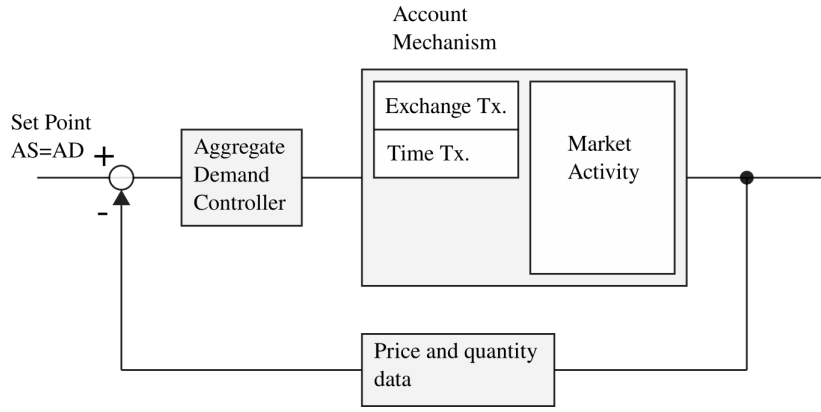 Account
Mechanism
Exchange Tx.
Time Tx.
Market
Activity
Set Point
AS=AD +
-
Aggregate
Demand
Controller
Price and quantity
data